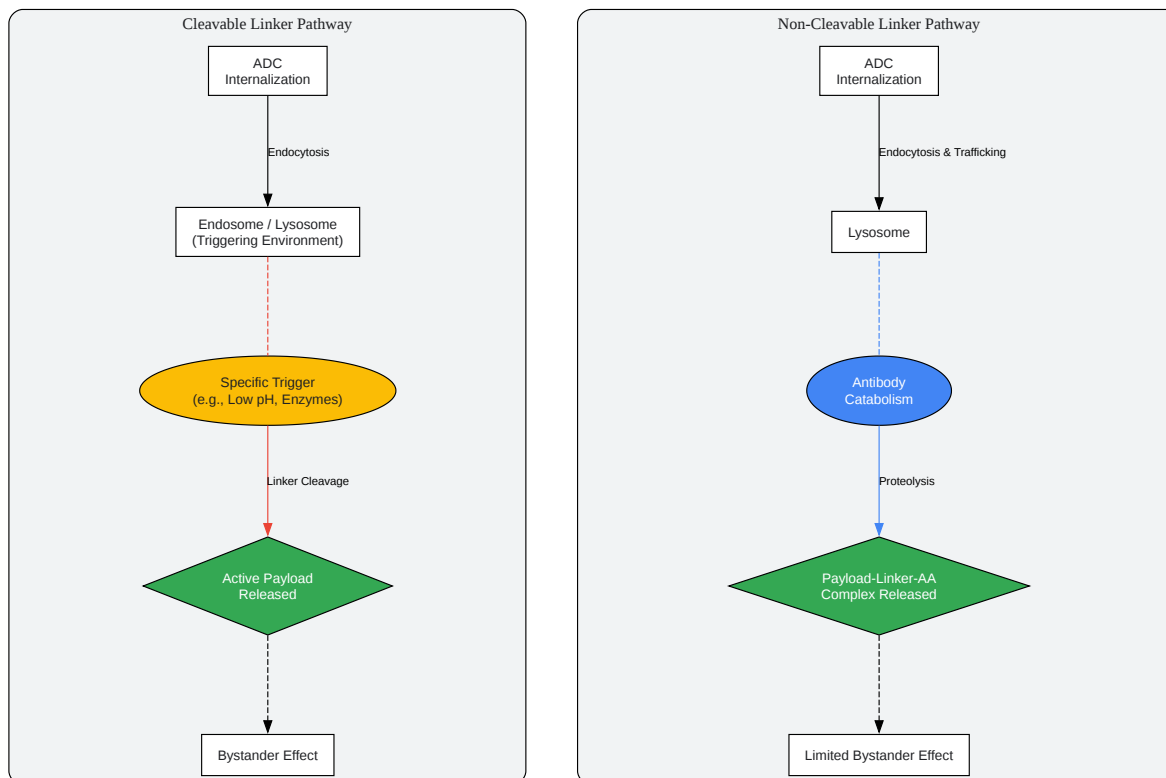 Cleavable Linker Pathway
ADC
Internalization
Endocytosis
Endosome / Lysosome
(Triggering Environment)
Specific Trigger
(e.g., Low pH, Enzymes)
Linker Cleavage
Active Payload
Released
Bystander Effect
Non-Cleavable Linker Pathway
ADC
Internalization
Endocytosis & Trafficking
Lysosome
Antibody
Catabolism
Proteolysis
Payload-Linker-AA
Complex Released
Limited Bystander Effect